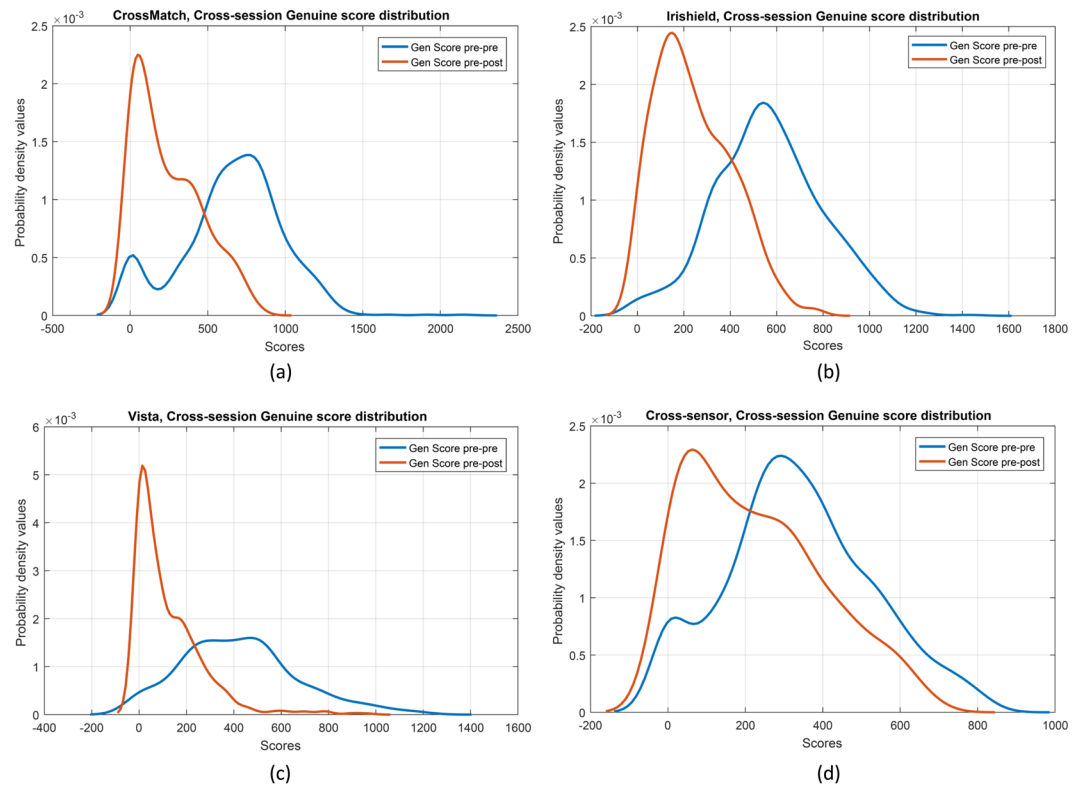 CrossMatch, Cross-session Genuine score distribution
×10-3
2.5
2
1.5
1
0.5
0
Probability density values
-500 0 500 1000 1500 2000 2500
Scores
Gen Score pre-pre
Gen Score pre-post
(a)
Irishield, Cross-session Genuine score distribution
×10-3
2.5
2
1.5
1
0.5
0
Probability density values
-200 0 200 400 600 800 1000 1200 1400 1600 1800
Scores
Gen Score pre-pre
Gen Score pre-post
(b)
Vista, Cross-session Genuine score distribution
×10-3
6
5
4
3
2
1
0
Probability density values
-400 -200 0 200 400 600 800 1000 1200 1400 1600
Scores
Gen Score pre-pre
Gen Score pre-post
(c)
Cross-sensor, Cross-session Genuine score distribution
×10-3
2.5
2
1.5
1
0.5
0
Probability density values
-200 0 200 400 600 800 1000
Scores
Gen Score pre-pre
Gen Score pre-post
(d)